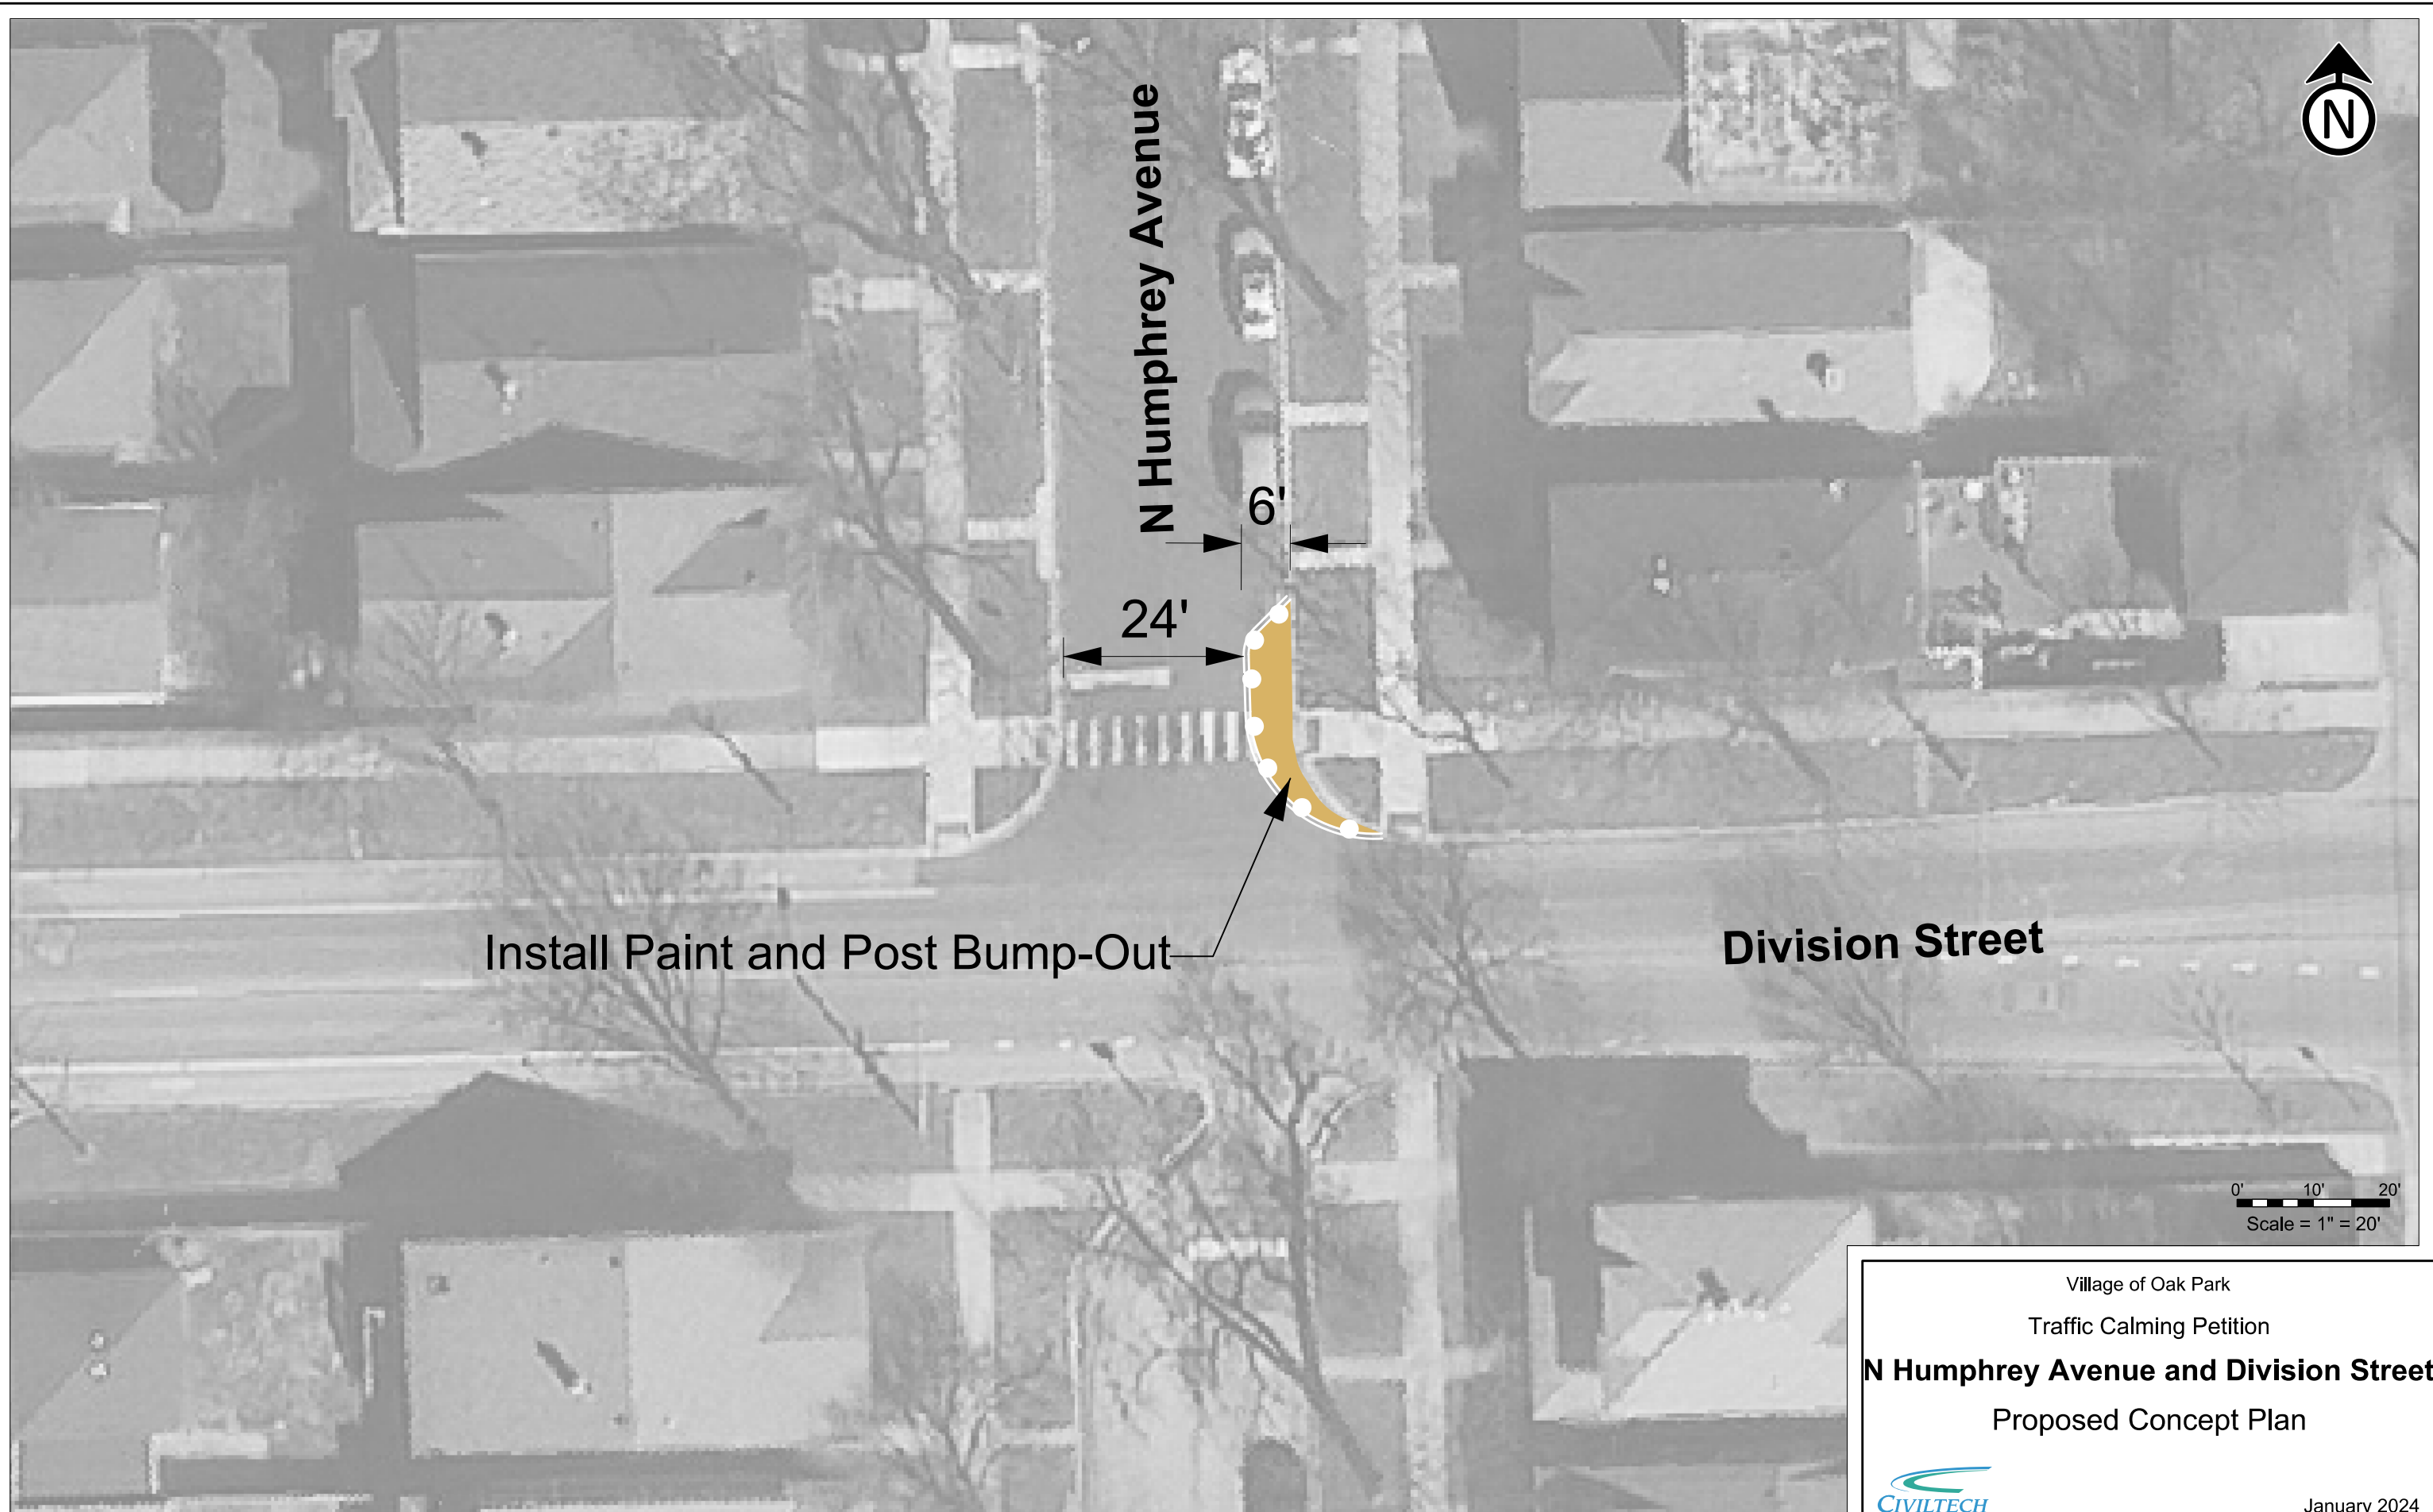 N
N Humphrey Avenue
6'
24'
Install Paint and Post Bump-Out
Division Street
0' 10' 20'
Scale = 1" = 20'
Village of Oak Park
Traffic Calming Petition
N Humphrey Avenue and Division Street
Proposed Concept Plan
CIVILTECH
January 2024